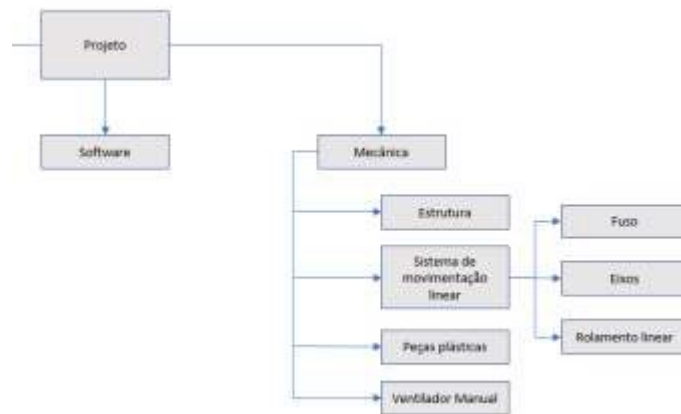 Projeto
Software
Mecânica
Estrutura
Sistema de
movimentação
linear
Peças plásticas
Ventilador Manual
Fuso
Eixos
Rolamento linear